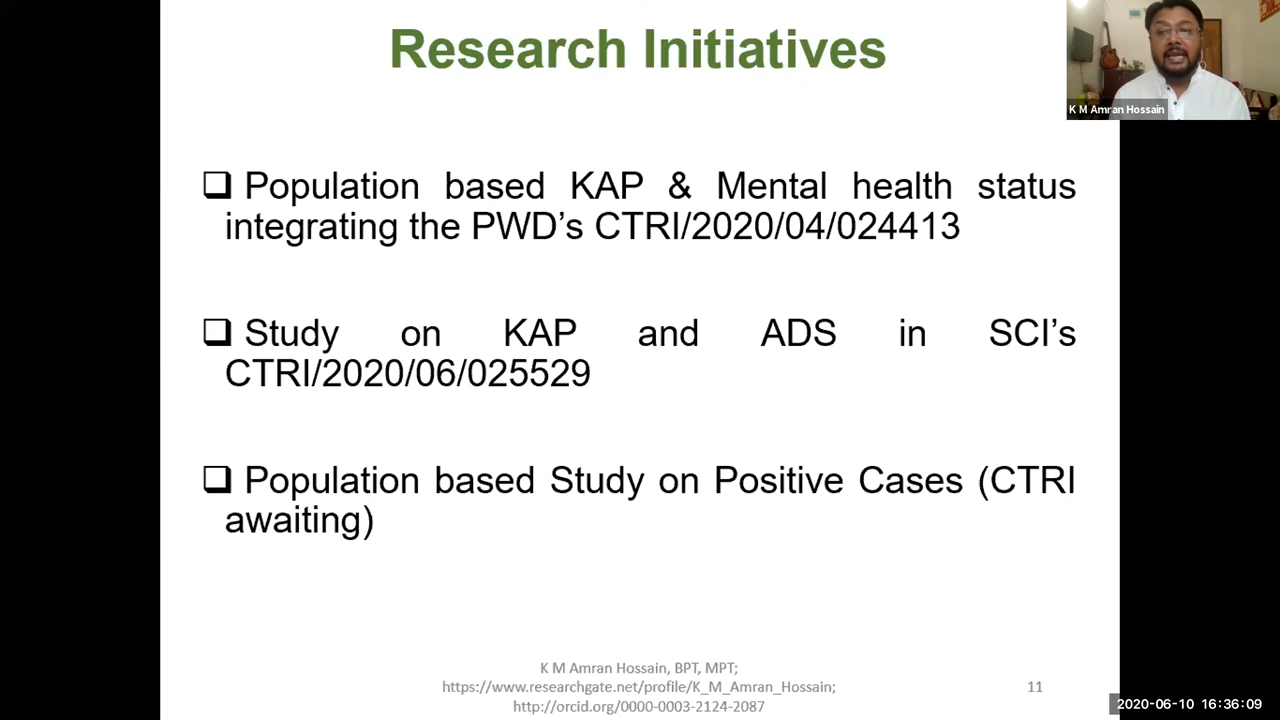 Research Initiatives
K M Amran Hossain
❑ Population based KAP & Mental health status
integrating the PWD’s CTRI/2020/04/024413
❑ Study on KAP and ADS in SCI’s
CTRI/2020/06/025529
❑ Population based Study on Positive Cases (CTRI
awaiting)
K M Amran Hossain, BPT, MPT;
https://www.researchgate.net/profile/K_M_Amran_Hossain;
http://orcid.org/0000-0003-2124-2087
11
2020-06-10 16:36:09